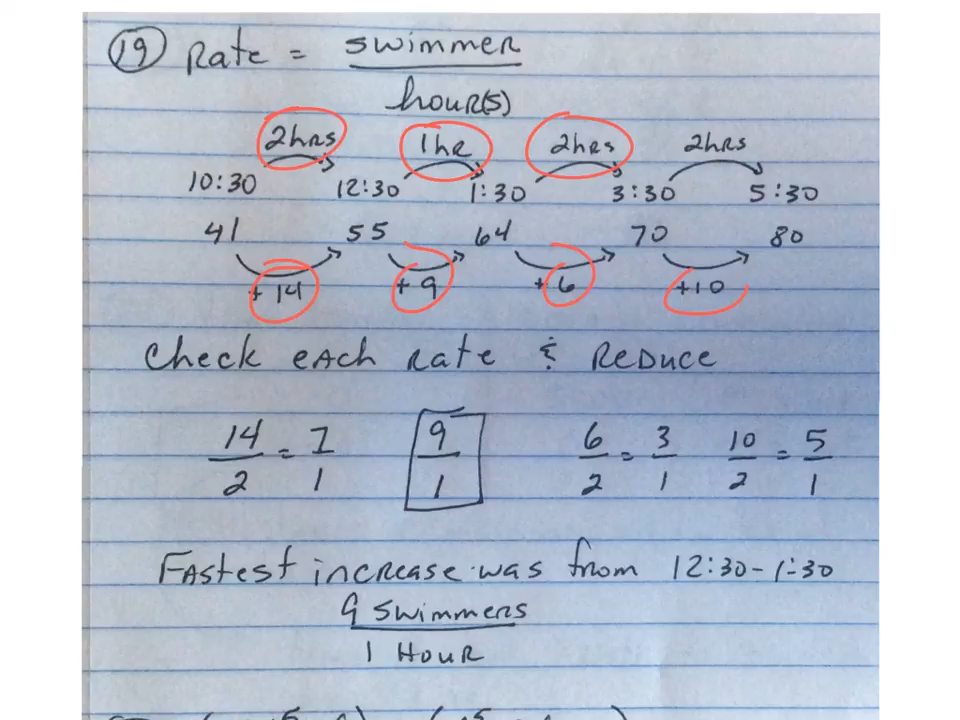 19 Rate = swimmer
hour(s)
2hrs 1hr 2hrs 2hrs
10:30 12:30 1:30 3:30 5:30
41 55 64 70 80
+ 14 + 9 + 6 +10
Check each Rate & Reduce
14/2 = 7/1 9/1 6/2 = 3/1 10/2 = 5/1
Fastest increase was from 12:30-1:30
9 swimmers
1 Hour